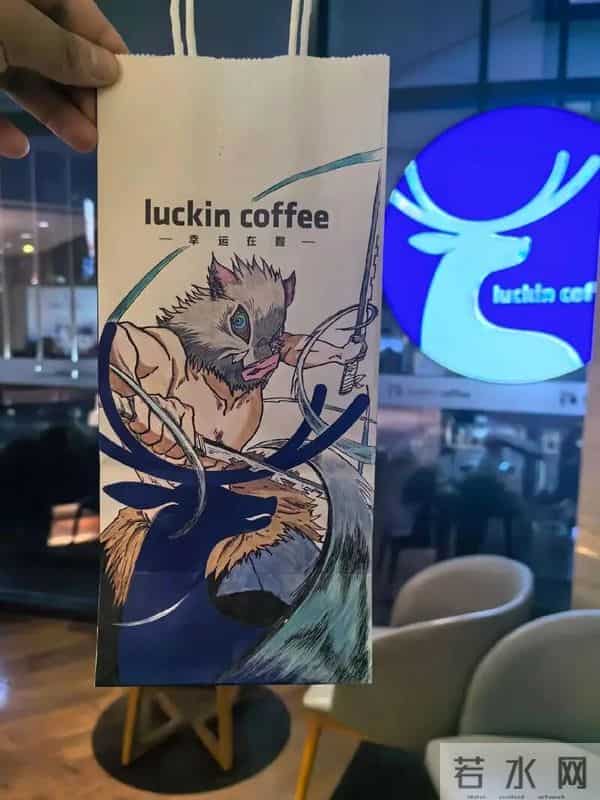 luckin coffee
— 幸 运 在 握 —
luckin cof
若水网